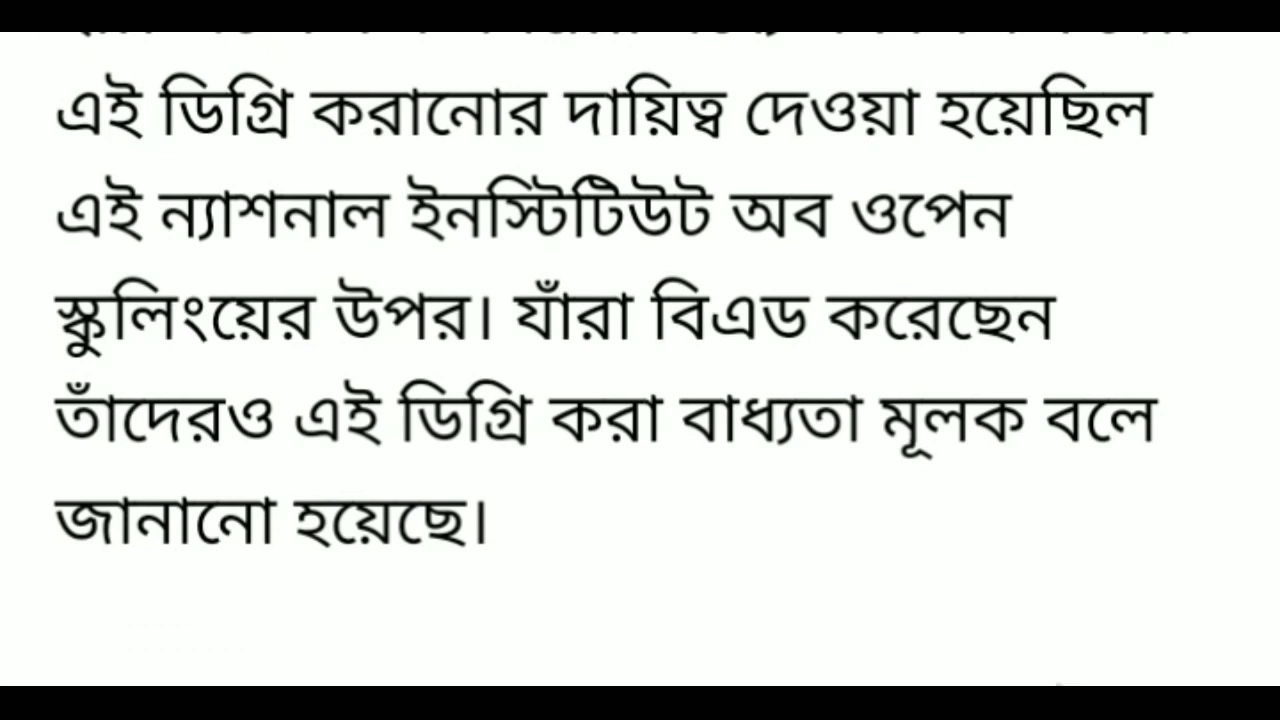 এই ডিগ্রি করানোর দায়িত্ব দেওয়া হয়েছিল
এই ন্যাশনাল ইনস্টিটিউট অব ওপেন
স্কুলিংয়ের উপর। যাঁরা বিএড করেছেন
তাঁদেরও এই ডিগ্রি করা বাধ্যতা মূলক বলে
জানানো হয়েছে।